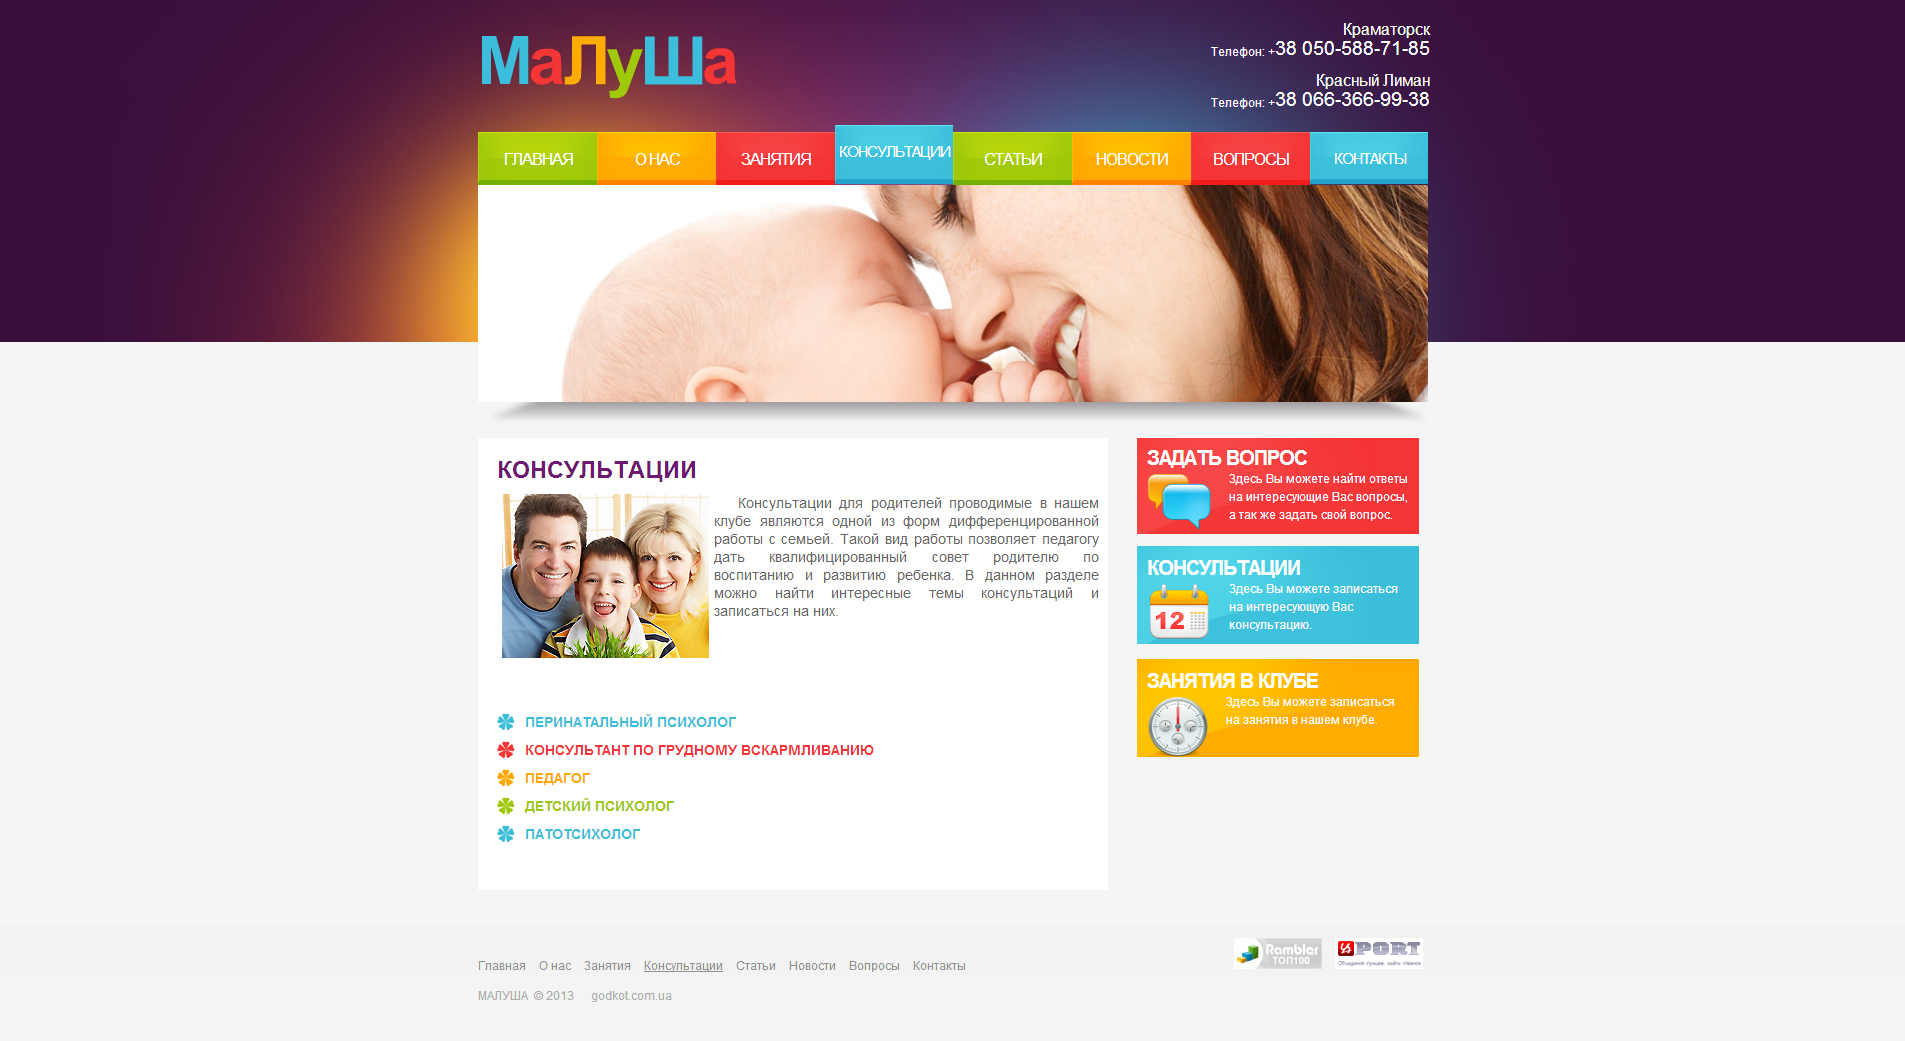 МаЛуШа
Краматорск
Телефон: +38 050-588-71-85
Красный Лиман
Телефон: +38 066-366-99-38
ГЛАВНАЯ
О НАС
ЗАНЯТИЯ
КОНСУЛЬТАЦИИ
СТАТЬИ
НОВОСТИ
ВОПРОСЫ
КОНТАКТЫ
КОНСУЛЬТАЦИИ
Консультации для родителей проводимые в нашем
клубе являются одной из форм дифференцированной
работы с семьей. Такой вид работы позволяет педагогу
дать квалифицированный совет родителю по
воспитанию и развитию ребенка. В данном разделе
можно найти интересные темы консультаций и
записаться на них.
ПЕРИНАТАЛЬНЫЙ ПСИХОЛОГ
КОНСУЛЬТАНТ ПО ГРУДНОМУ ВСКАРМЛИВАНИЮ
ПЕДАГОГ
ДЕТСКИЙ ПСИХОЛОГ
ПАТОТСИХОЛОГ
ЗАДАТЬ ВОПРОС
Здесь Вы можете найти ответы
на интересующие Вас вопросы,
а так же задать свой вопрос.
КОНСУЛЬТАЦИИ
Здесь Вы можете записаться
на интересующую Вас
консультацию.
12
ЗАНЯТИЯ В КЛУБЕ
Здесь Вы можете записаться
на занятия в нашем клубе.
Главная О нас Занятия Консультации Статьи Новости Вопросы Контакты
МАЛУША © 2013 godkot.com.ua
Rambler
ТОП100
PORT